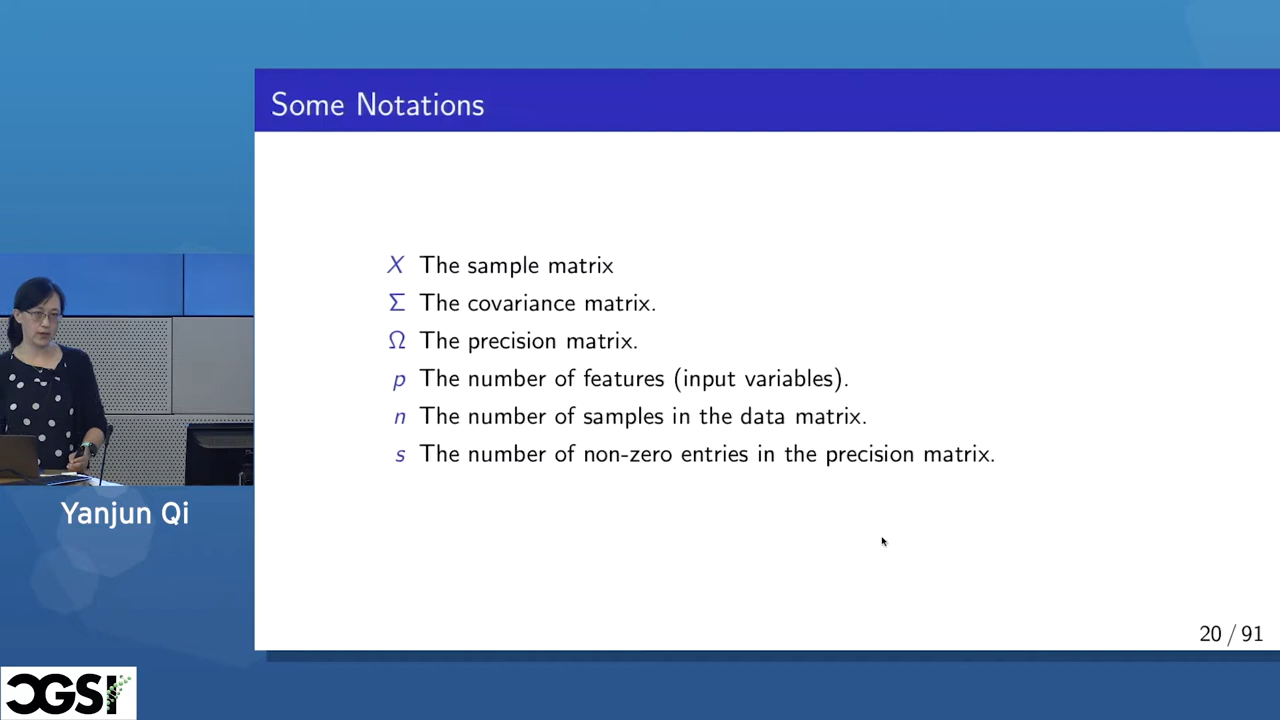 Some Notations
X The sample matrix
Σ The covariance matrix.
Ω The precision matrix.
p The number of features (input variables).
n The number of samples in the data matrix.
s The number of non-zero entries in the precision matrix.
Yanjun Qi
20 / 91
CGSI